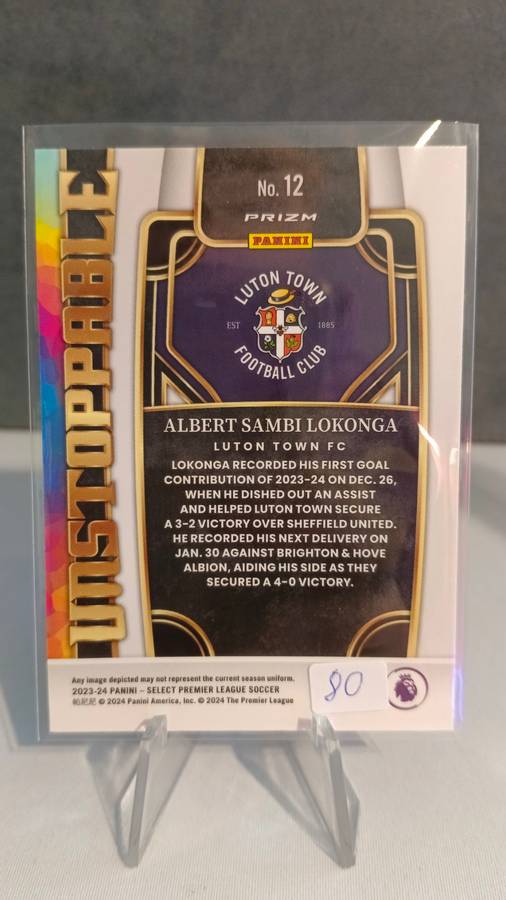 UNSTOPPABLE
No. 12
PRIZM
PANINI
LUTON TOWN
EST 1885
FOOTBALL CLUB
ALBERT SAMBI LOKONGA
LUTON TOWN FC
LOKONGA RECORDED HIS FIRST GOAL
CONTRIBUTION OF 2023-24 ON DEC. 26,
WHEN HE DISHED OUT AN ASSIST
AND HELPED LUTON TOWN SECURE
A 3-2 VICTORY OVER SHEFFIELD UNITED.
HE RECORDED HIS NEXT DELIVERY ON
JAN. 30 AGAINST BRIGHTON & HOVE
ALBION, AIDING HIS SIDE AS THEY
SECURED A 4-0 VICTORY.
Any image depicted may not represent the current season uniform.
2023-24 PANINI – SELECT PREMIER LEAGUE SOCCER
帕尼尼 © 2024 Panini America, Inc. © 2024 The Premier League
80